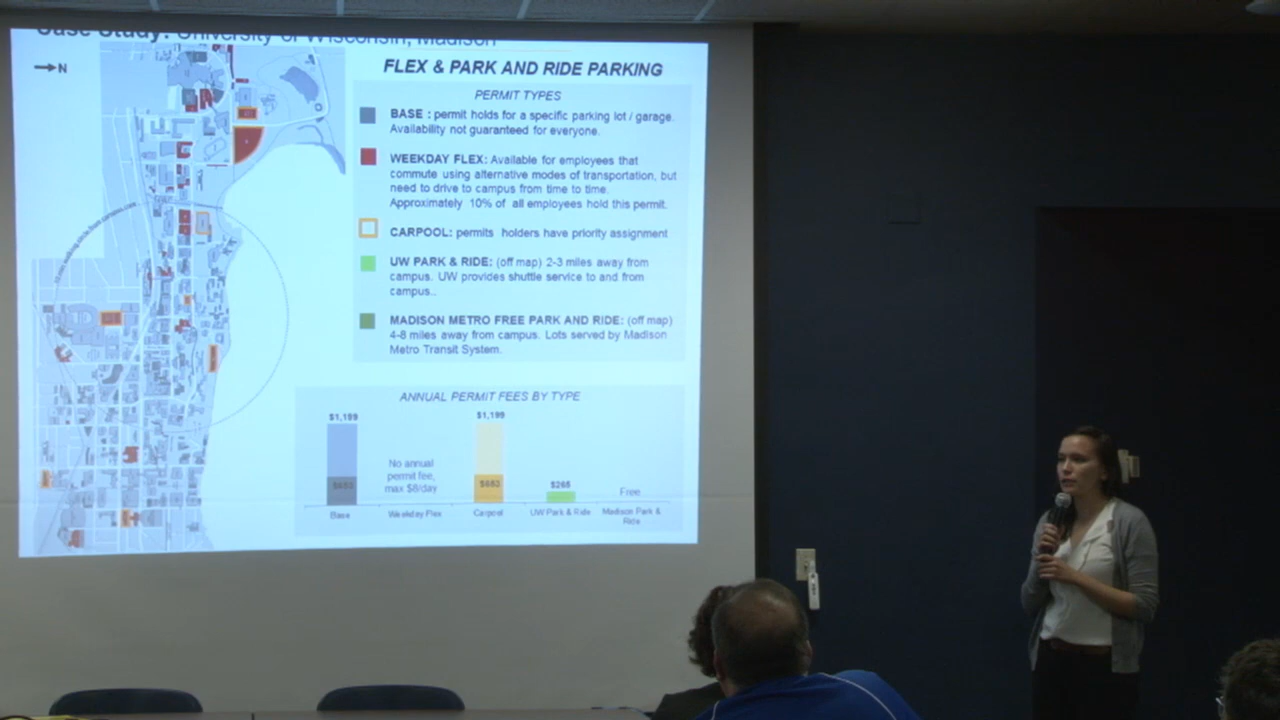 Case Study: University of Wisconsin, Madison
N
FLEX & PARK AND RIDE PARKING
PERMIT TYPES
BASE : permit holds for a specific parking lot / garage.
Availability not guaranteed for everyone.
WEEKDAY FLEX: Available for employees that
commute using alternative modes of transportation, but
need to drive to campus from time to time.
Approximately 10% of all employees hold this permit.
CARPOOL: permits holders have priority assignment
UW PARK & RIDE: (off map) 2-3 miles away from
campus. UW provides shuttle service to and from
campus..
MADISON METRO FREE PARK AND RIDE: (off map)
4-8 miles away from campus. Lots served by Madison
Metro Transit System.
ANNUAL PERMIT FEES BY TYPE
$1,199
$1,199
No annual
permit fee,
max $8/day
$265
Free
Base
Weekday Flex
Carpool
UW Park & Ride
Madison Park &
Ride